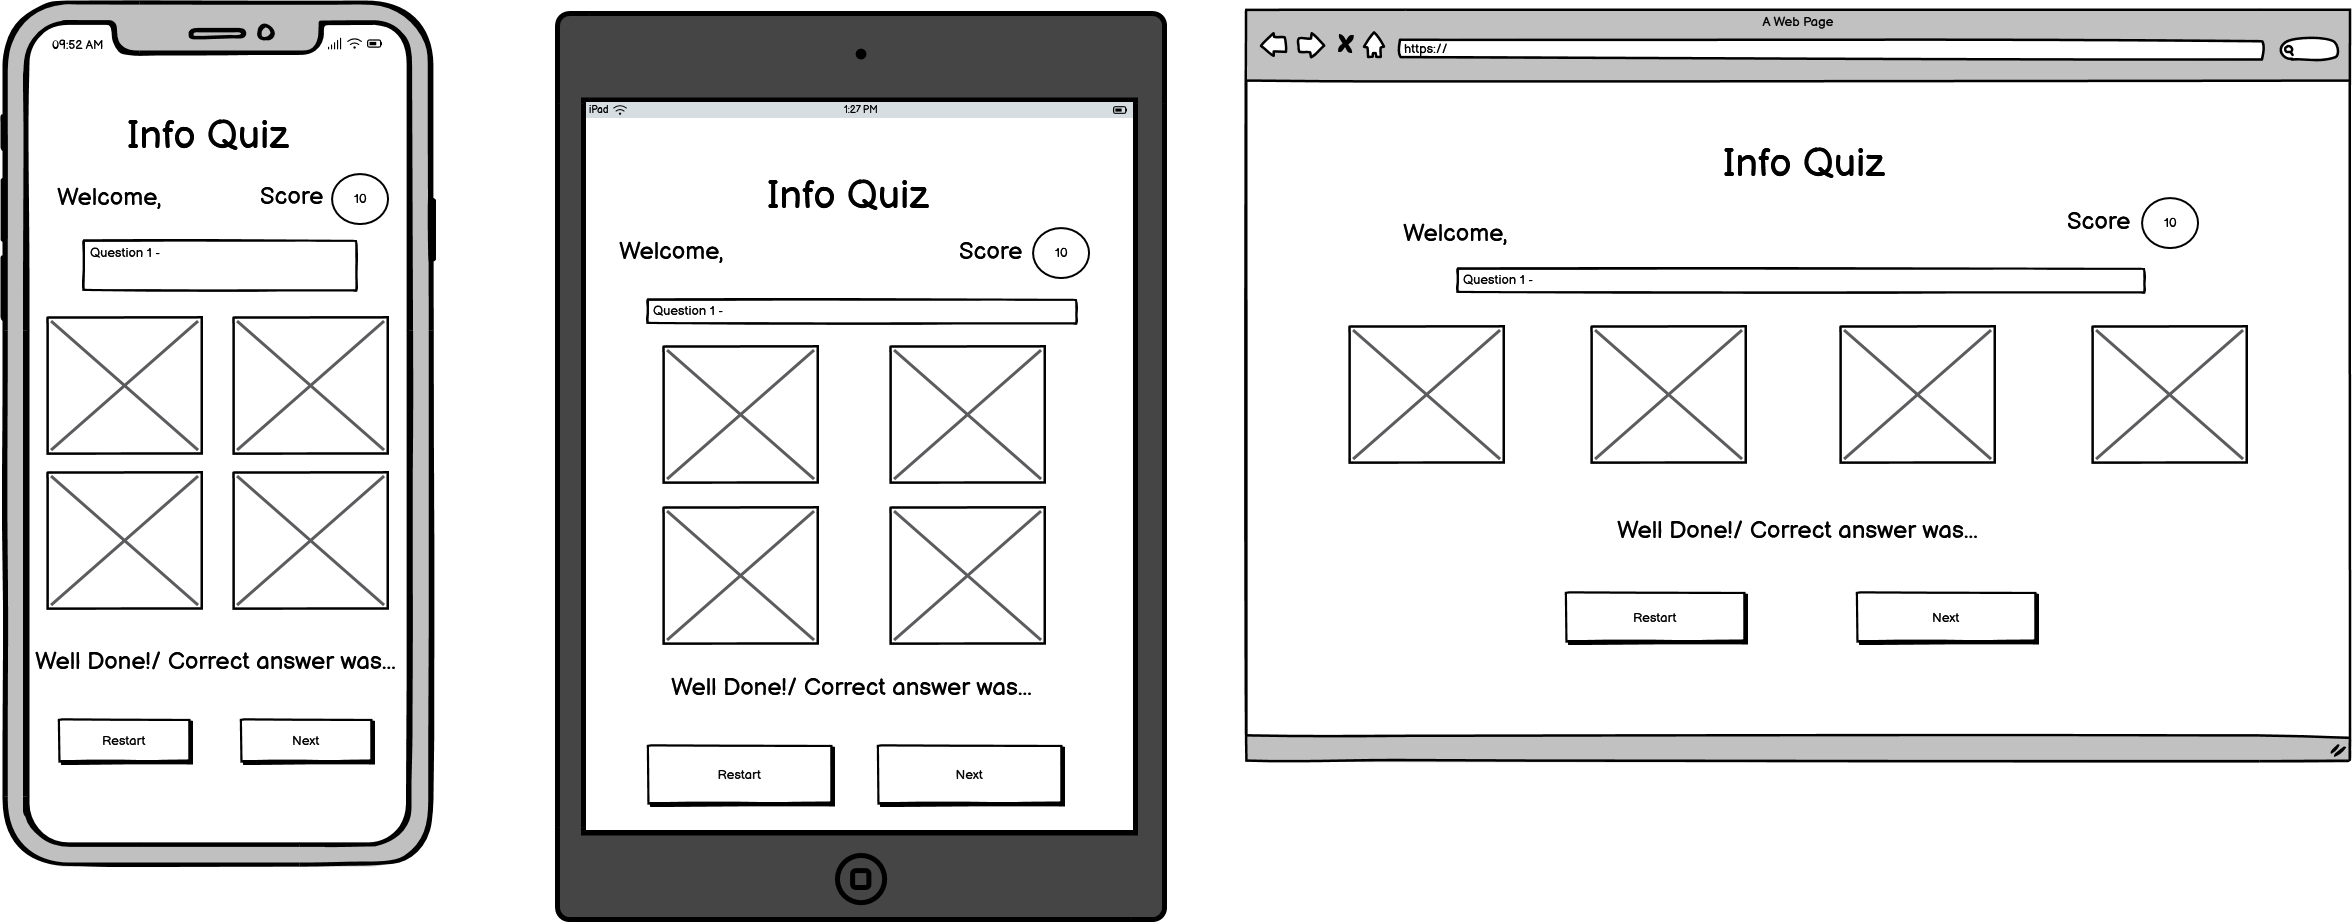 09:52 AM
Info Quiz
Welcome,
Score 10
Question 1 -
Well Done!/ Correct answer was...
Restart
Next
iPad
1:27 PM
Info Quiz
Welcome,
Score 10
Question 1 -
Well Done!/ Correct answer was...
Restart
Next
A Web Page
https://
Info Quiz
Score 10
Welcome,
Question 1 -
Well Done!/ Correct answer was...
Restart
Next